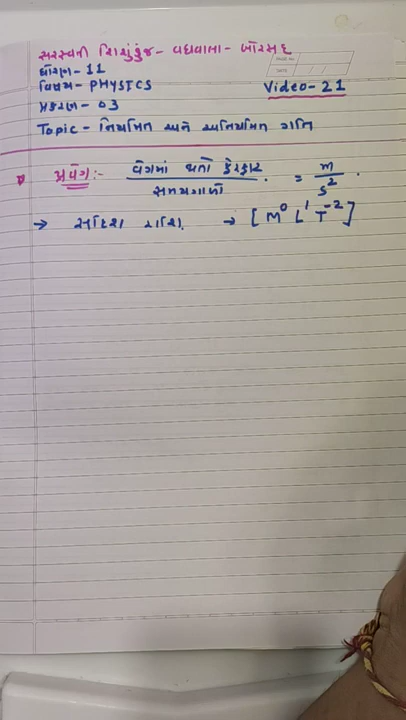 સરસ્વતી શિશુકુંજ - વઘવાલા - બોરસદ
ધોરણ - 11
વિષય - PHYSICS
Video - 21
પ્રકરણ - 03
Topic - નિયમિત અને અનિયમિત ગતિ
પ્રવેગ :- વેગમાં થતો ફેરફાર / સમયગાળો = m / s²
→ સદિશ રાશિ → [M⁰ L¹ T⁻²]